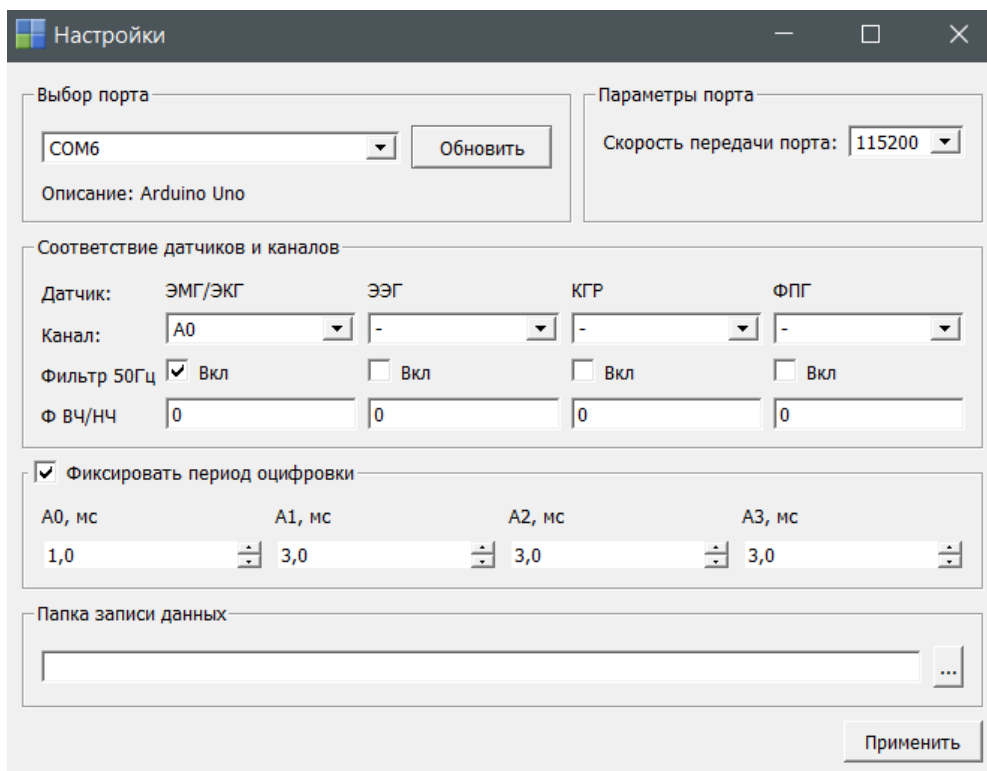 Настройки
Выбор порта
Параметры порта
COM6
Обновить
Скорость передачи порта: 115200
Описание: Arduino Uno
Соответствие датчиков и каналов
Датчик: ЭМГ/ЭКГ ЭЭГ КГР ФПГ
Канал: A0 - - -
Фильтр 50Гц Вкл Вкл Вкл Вкл
Ф ВЧ/НЧ 0 0 0 0
Фиксировать период оцифровки
A0, мс A1, мс A2, мс A3, мс
1,0 3,0 3,0 3,0
Папка записи данных
...
Применить